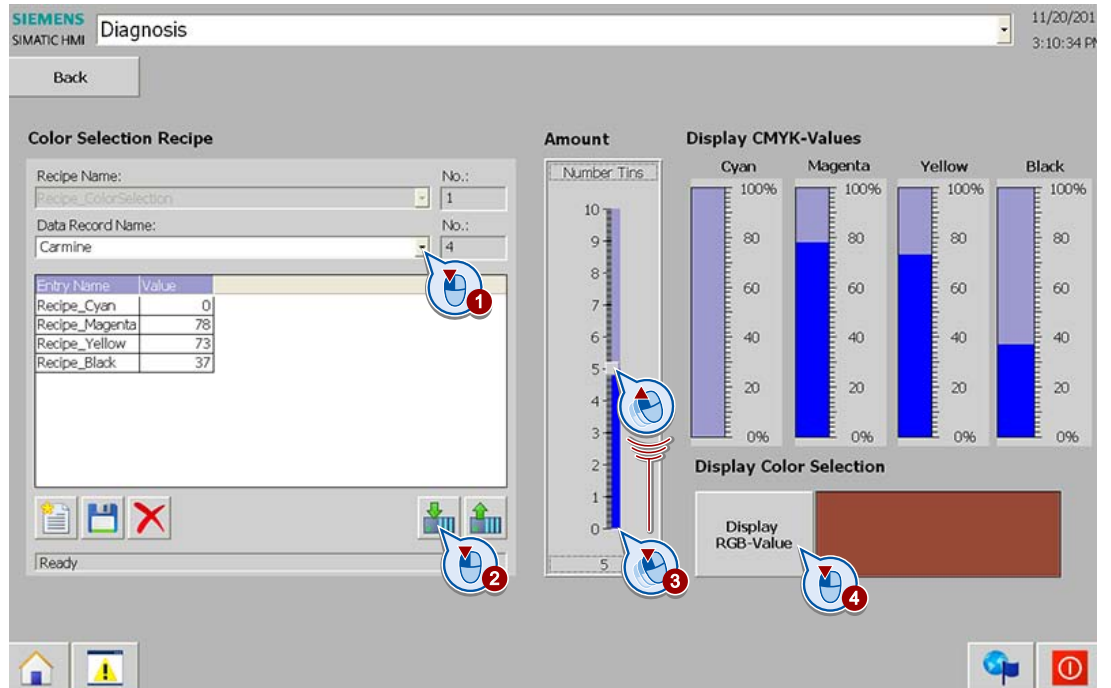 SIEMENS
SIMATIC HMI
Diagnosis
11/20/201
3:10:34 PM
Back
Color Selection Recipe
Recipe Name:
No.:
Recipe_ColorSelection
1
Data Record Name:
No.:
Carmine
4
Entry Name Value
Recipe_Cyan 0
Recipe_Magenta 78
Recipe_Yellow 73
Recipe_Black 37
Ready
1
2
Amount
Number Tins
10
9
8
7
6
5
4
3
2
1
0
5
3
Display CMYK-Values
Cyan Magenta Yellow Black
100% 100% 100% 100%
80 80 80 80
60 60 60 60
40 40 40 40
20 20 20 20
0% 0% 0% 0%
Display Color Selection
Display
RGB-Value
4